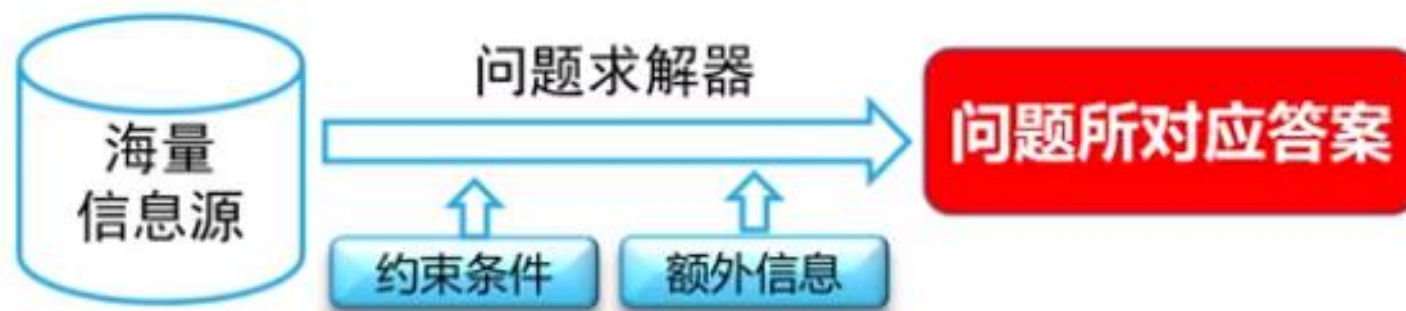 海量
信息源
问题求解器
约束条件
额外信息
问题所对应答案